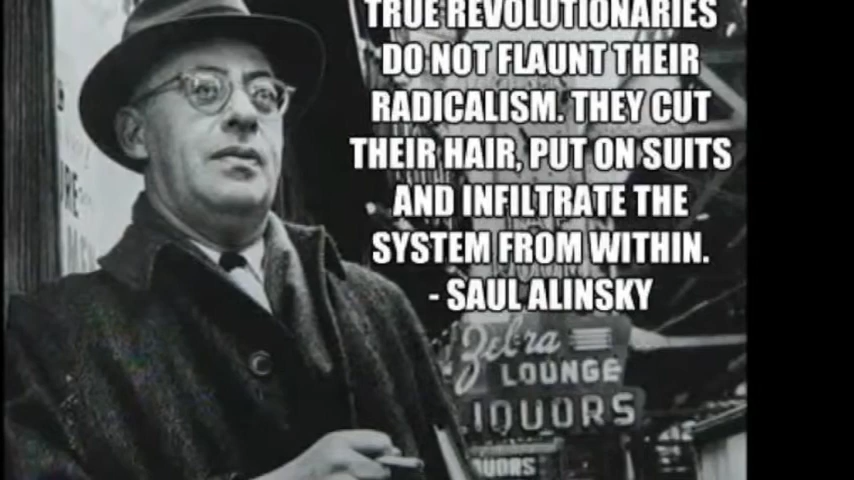 TRUE REVOLUTIONARIES
DO NOT FLAUNT THEIR
RADICALISM. THEY CUT
THEIR HAIR, PUT ON SUITS
AND INFILTRATE THE
SYSTEM FROM WITHIN.
- SAUL ALINSKY
Zebra
LOUNGE
LIQUORS